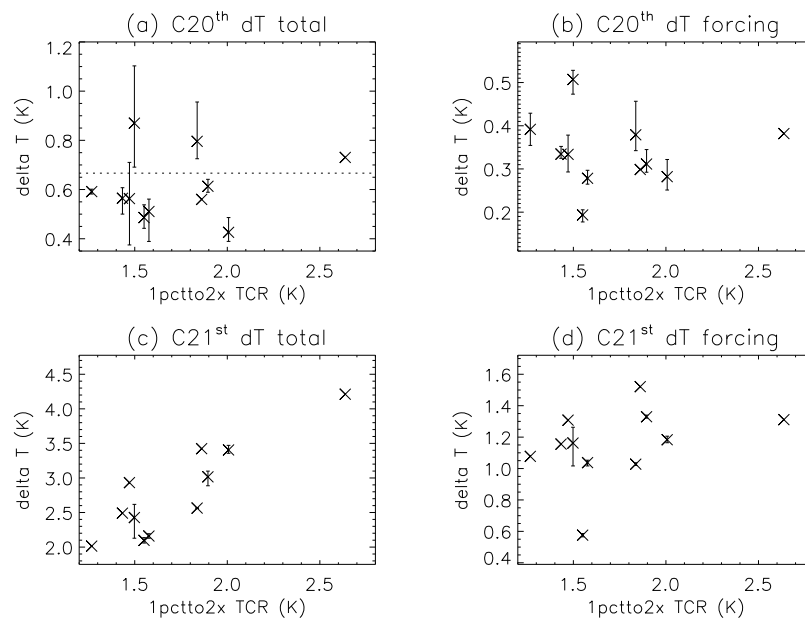 (a) C20th dT total
1.2
1.0
0.8
0.6
0.4
delta T (K)
1.5 2.0 2.5
1pctto2x TCR (K)
(b) C20th dT forcing
0.5
0.4
0.3
0.2
delta T (K)
1.5 2.0 2.5
1pctto2x TCR (K)
(c) C21st dT total
4.5
4.0
3.5
3.0
2.5
2.0
delta T (K)
1.5 2.0 2.5
1pctto2x TCR (K)
(d) C21st dT forcing
1.6
1.4
1.2
1.0
0.8
0.6
0.4
delta T (K)
1.5 2.0 2.5
1pctto2x TCR (K)